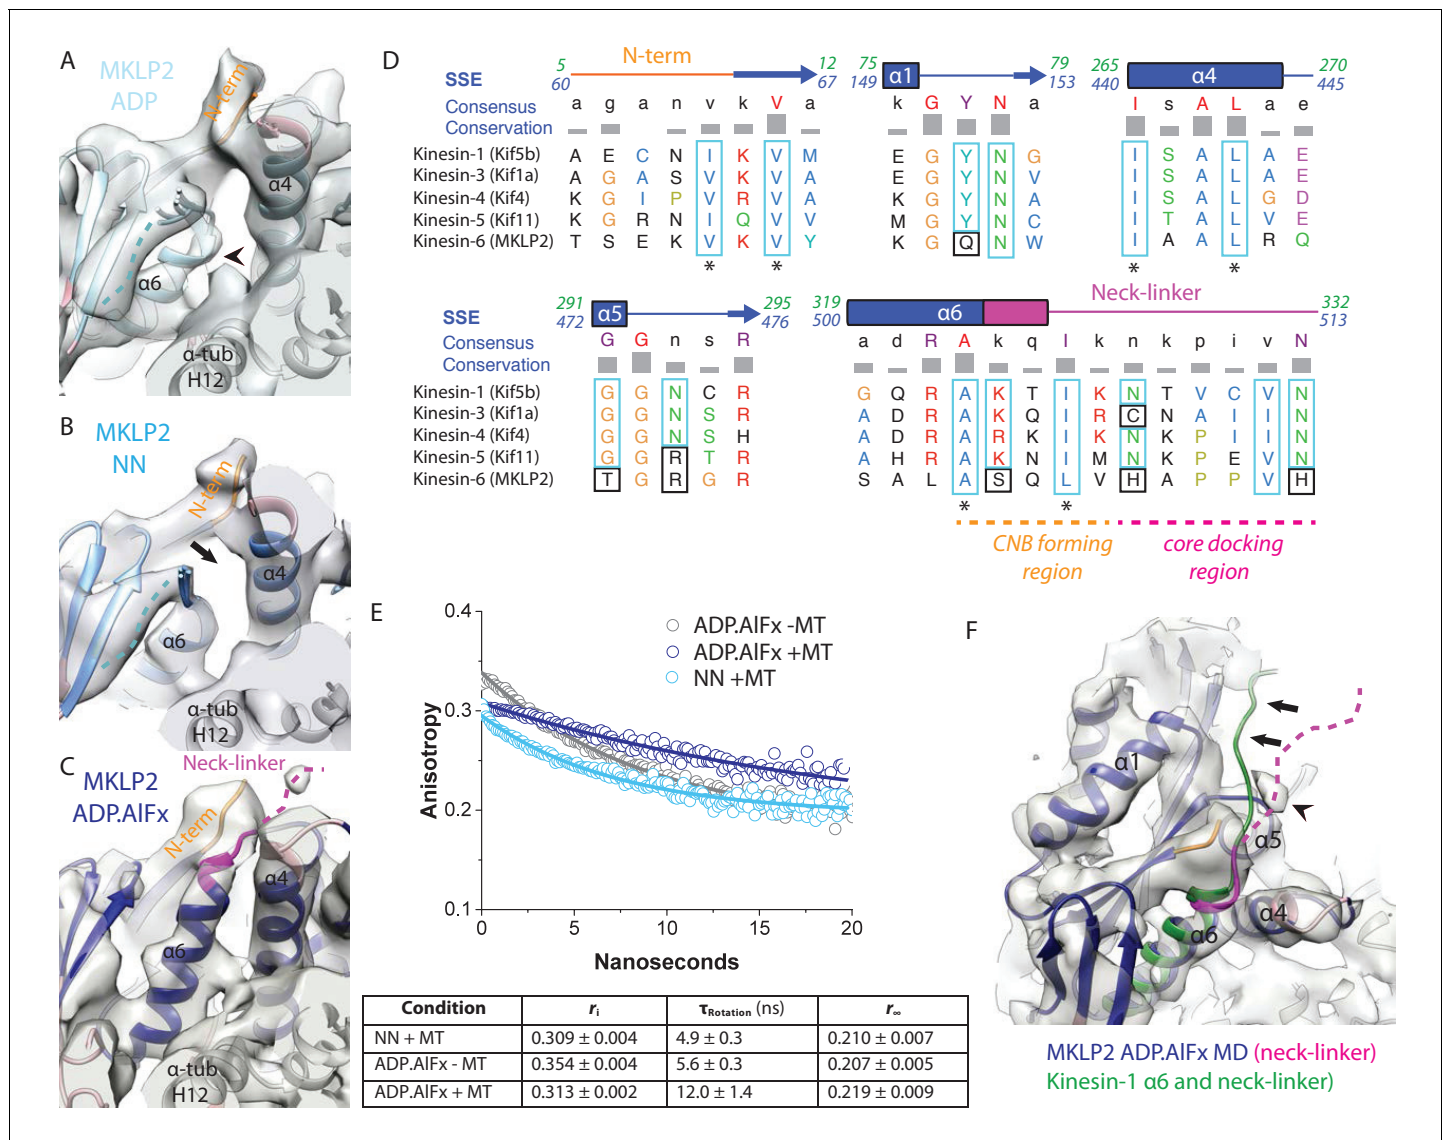 A
MKLP2
ADP
N-term
α4
α6
α-tub
H12
B
MKLP2
NN
N-term
α4
α6
α-tub
H12
C
MKLP2
ADP.AlFx
Neck-linker
N-term
α4
α6
α-tub
H12
D
N-term
5 12 75 79 265 270
SSE 60 67 149 α1 153 440 α4 445
Consensus a g a n v k V a k G Y N a I s A L a e
Conservation
Kinesin-1 (Kif5b) A E C N I K V M E G Y N G I S A L A E
Kinesin-3 (Kif1a) A G A S V K V A E G Y N V I S A L A E
Kinesin-4 (Kif4) K G I P V R V A K G Y N A I S A L G D
Kinesin-5 (Kif11) K G R N I Q V V M G Y N C I T A L V E
Kinesin-6 (MKLP2) T S E K V K V Y K G Q N W I A A L R Q
* * * *
Neck-linker
291 295 319 332
SSE 472 α5 476 500 α6 513
Consensus G G n s R a d R A k q I k n k p i v N
Conservation
Kinesin-1 (Kif5b) G G N C R G Q R A K T I K N T V C V N
Kinesin-3 (Kif1a) G G N S R A D R A K Q I R C N A I I N
Kinesin-4 (Kif4) G G N S H A D R A R K I K N K P I I N
Kinesin-5 (Kif11) G G R T R A H R A K N I M N K P E V N
Kinesin-6 (MKLP2) T G R G R S A L A S Q L V H A P P V H
* *
CNB forming
region
core docking
region
E
0.4
0.3
0.2
0.1
Anisotropy
ADP.AlFx -MT
ADP.AlFx +MT
NN +MT
0 5 10 15 20
Nanoseconds
Condition rᵢ τRotation (ns) r∞
NN + MT 0.309 ± 0.004 4.9 ± 0.3 0.210 ± 0.007
ADP.AlFx - MT 0.354 ± 0.004 5.6 ± 0.3 0.207 ± 0.005
ADP.AlFx + MT 0.313 ± 0.002 12.0 ± 1.4 0.219 ± 0.009
F
α1
α5
α4
α6
MKLP2 ADP.AlFx MD (neck-linker)
Kinesin-1 α6 and neck-linker)